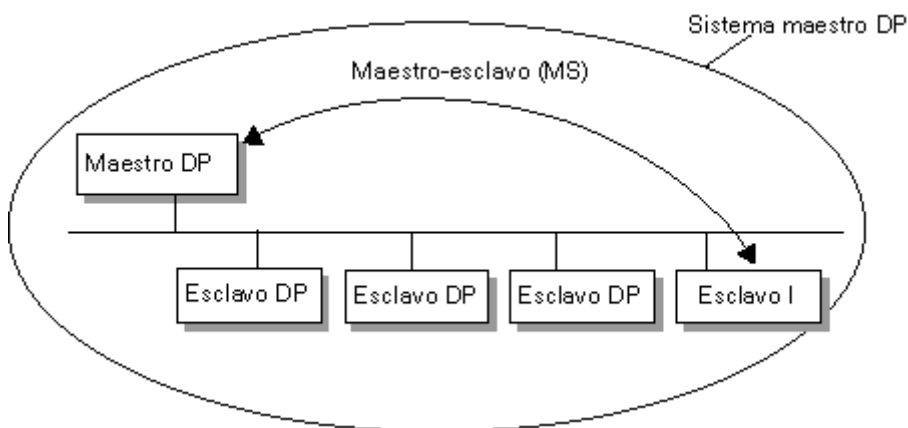 Sistema maestro DP
Maestro-esclavo (MS)
Maestro DP
Esclavo DP
Esclavo DP
Esclavo DP
Esclavo I